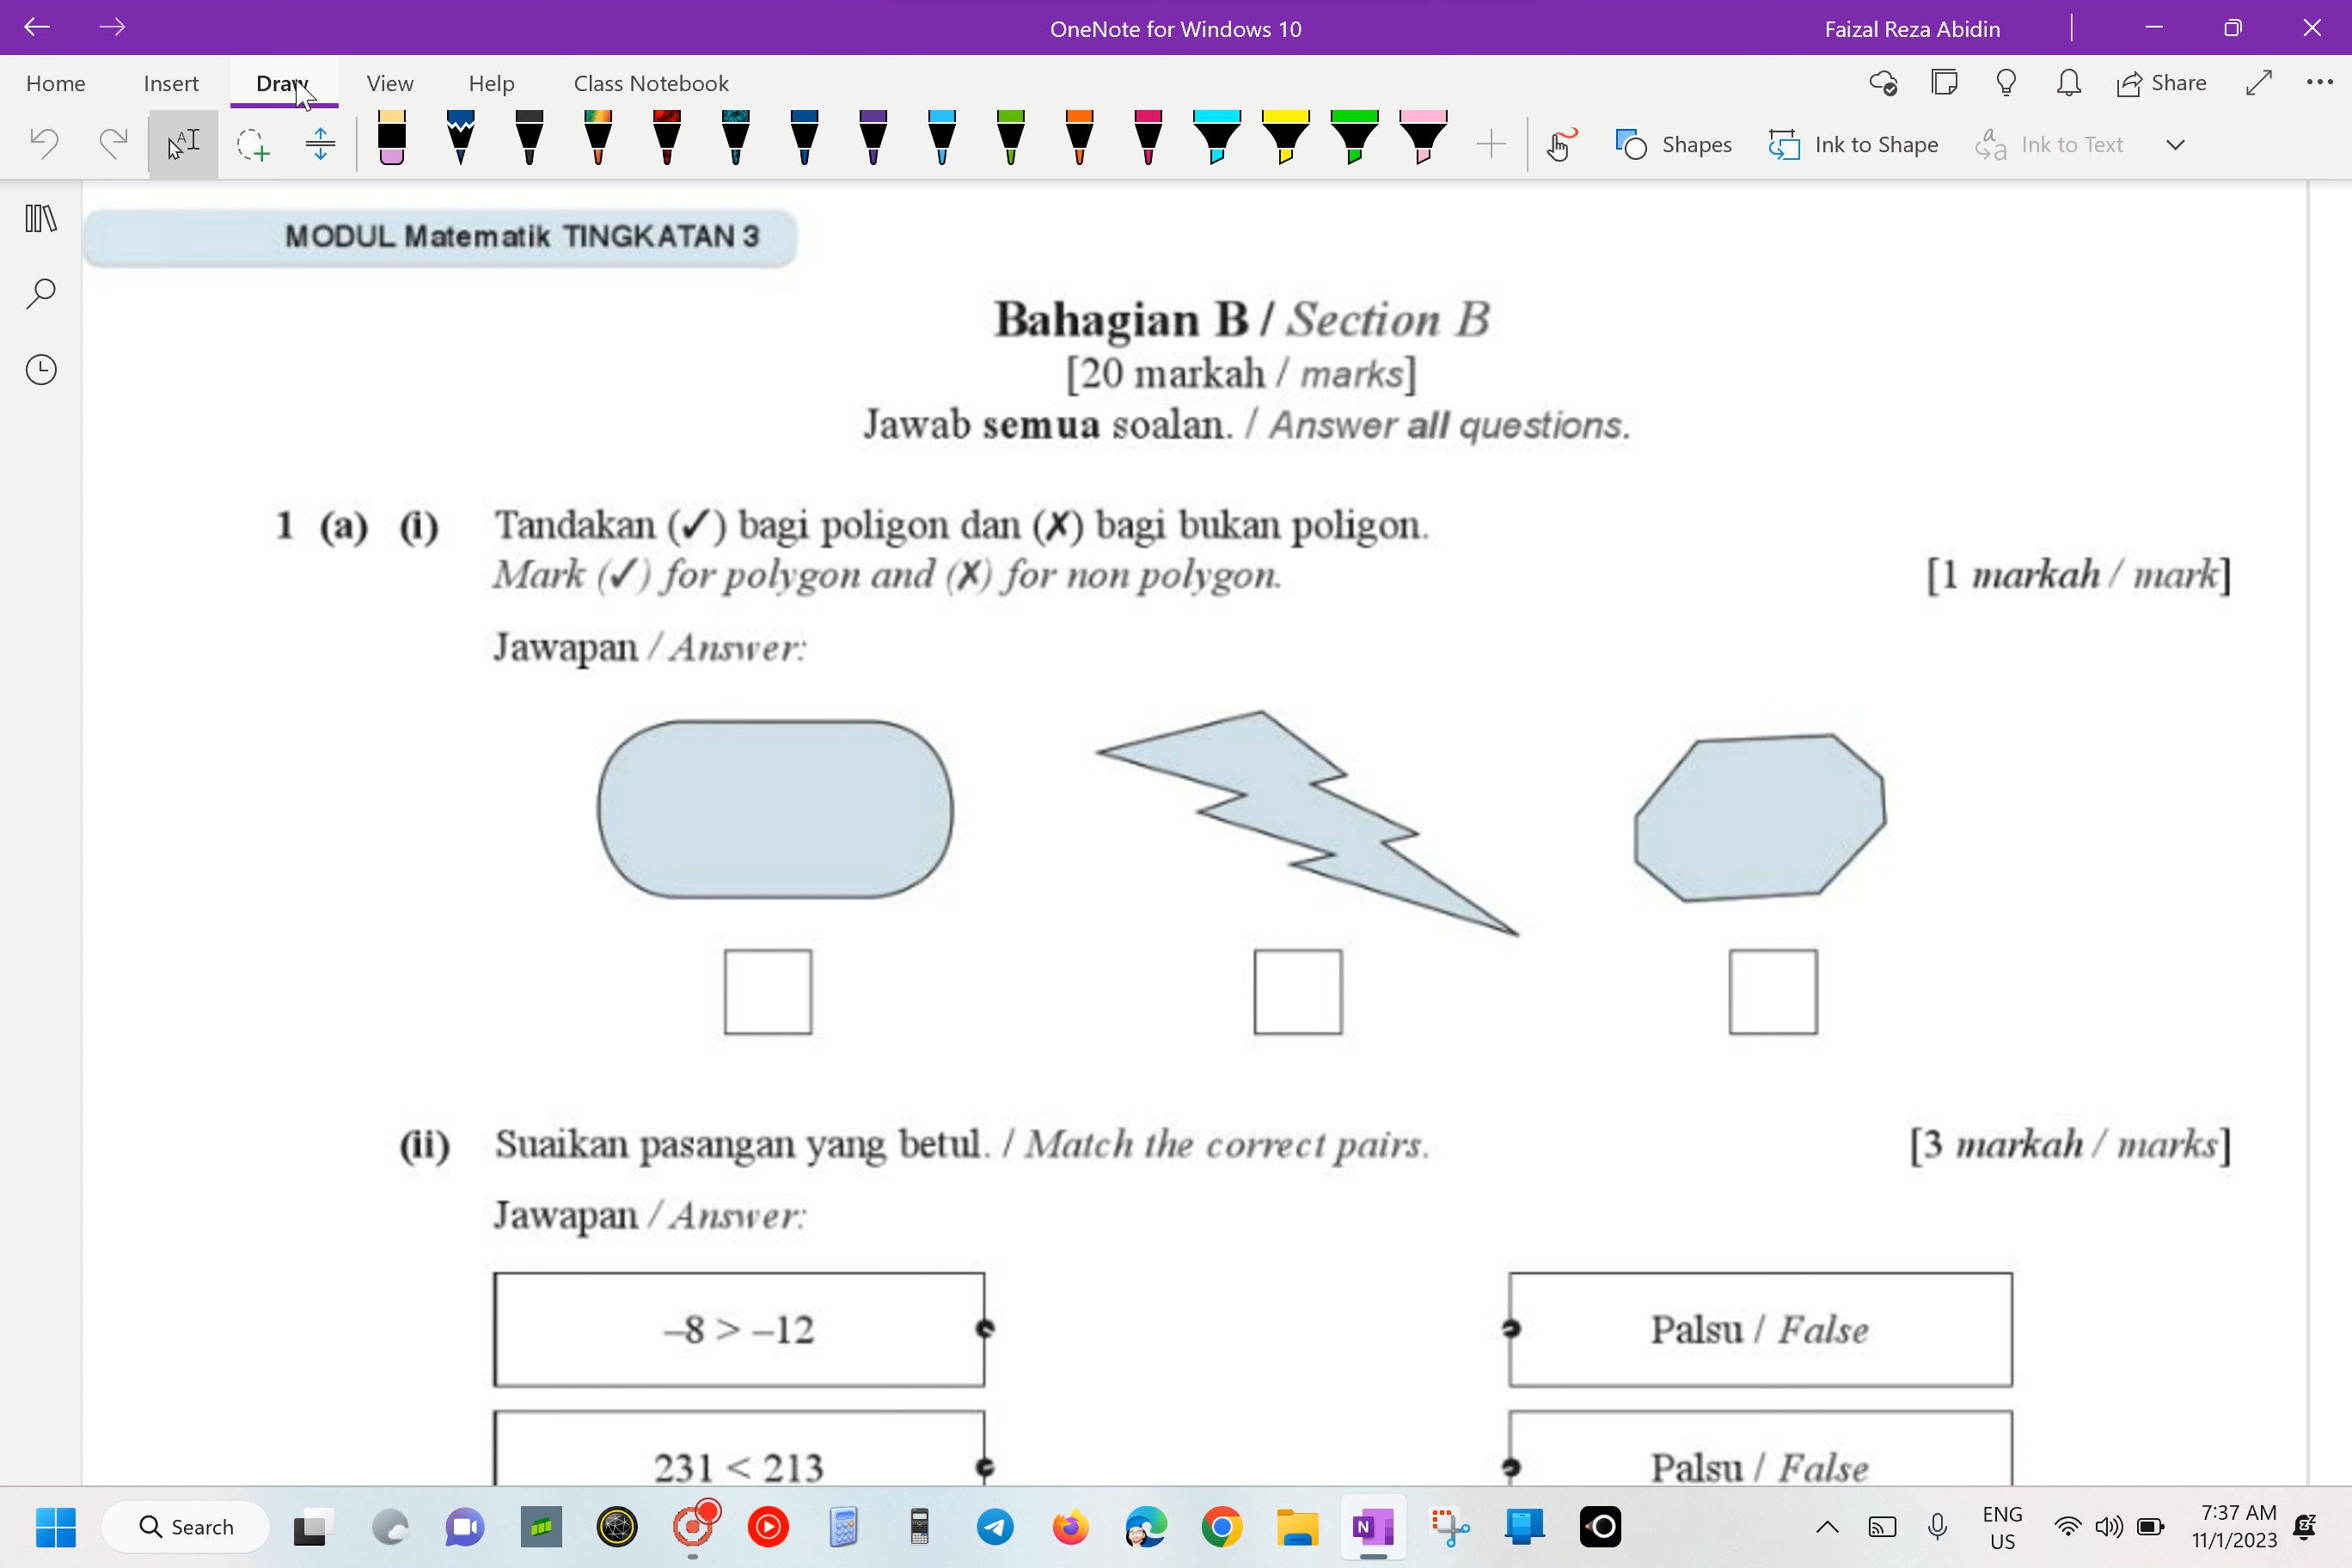 OneNote for Windows 10
Faizal Reza Abidin
Home Insert Draw View Help Class Notebook Share
Shapes Ink to Shape Ink to Text
MODUL Matematik TINGKATAN 3
Bahagian B / Section B
[20 markah / marks]
Jawab semua soalan. / Answer all questions.
1 (a) (i) Tandakan (✓) bagi poligon dan (✗) bagi bukan poligon.
Mark (✓) for polygon and (✗) for non polygon. [1 markah / mark]
Jawapan / Answer:
(ii) Suaikan pasangan yang betul. / Match the correct pairs. [3 markah / marks]
Jawapan / Answer:
–8 > –12 Palsu / False
231 < 213 Palsu / False
Search
ENG
US
7:37 AM
11/1/2023